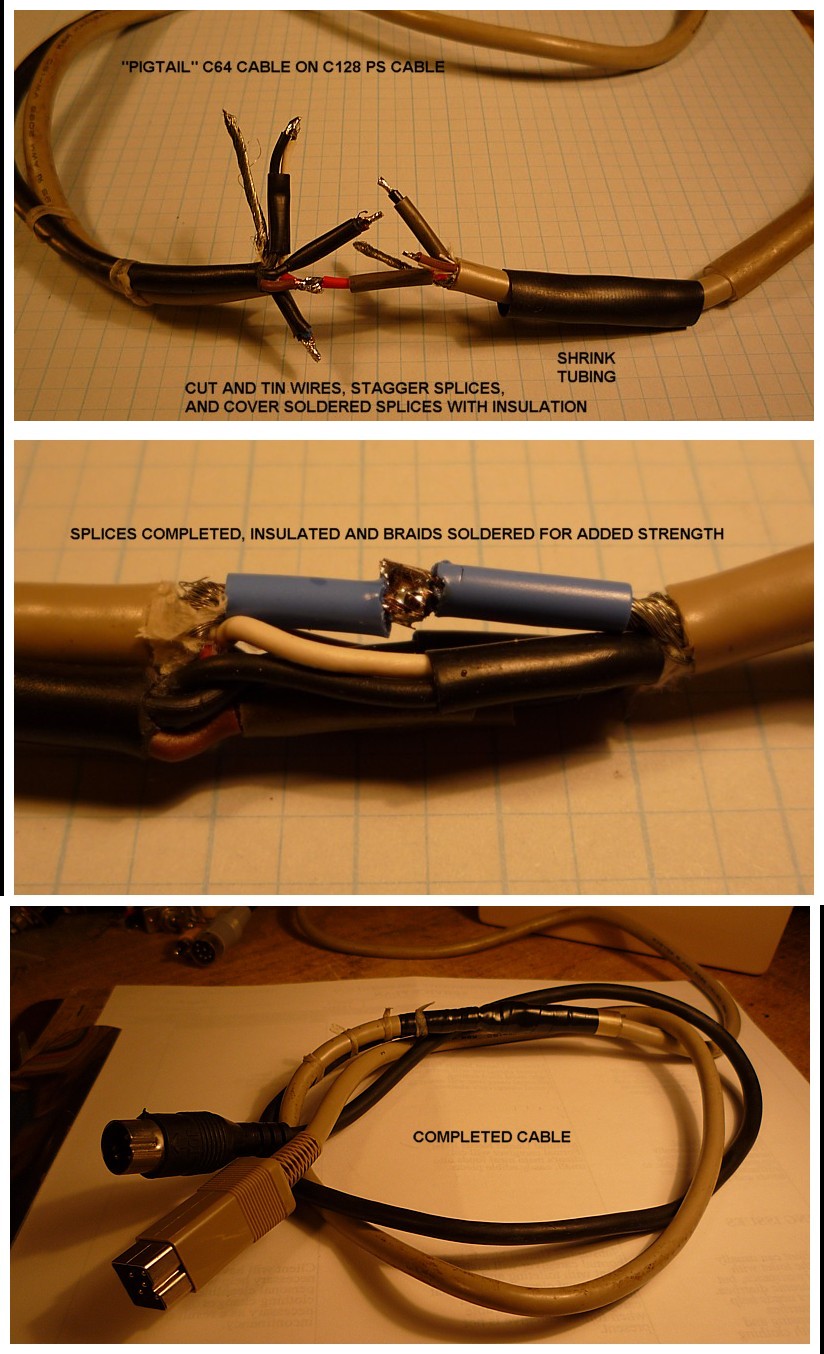 "PIGTAIL" C64 CABLE ON C128 PS CABLE
SHRINK
TUBING
CUT AND TIN WIRES, STAGGER SPLICES,
AND COVER SOLDERED SPLICES WITH INSULATION
SPLICES COMPLETED, INSULATED AND BRAIDS SOLDERED FOR ADDED STRENGTH
COMPLETED CABLE